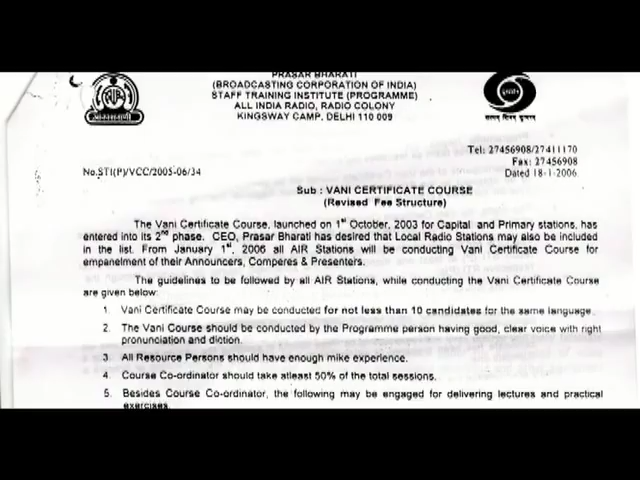 PRASAR BHARATI
(BROADCASTING CORPORATION OF INDIA)
STAFF TRAINING INSTITUTE (PROGRAMME)
ALL INDIA RADIO, RADIO COLONY
KINGSWAY CAMP, DELHI 110 009
AIR
आकाशवाणी
Tel: 27456908/27411170
Fax: 27456908
No.STI(P)/VCC/2005-06/34
Dated 18-1-2006
Sub : VANI CERTIFICATE COURSE
(Revised Fee Structure)
The Vani Certificate Course, launched on 1st October, 2003 for Capital and Primary stations, has
entered into its 2nd phase. CEO, Prasar Bharati has desired that Local Radio Stations may also be included
in the list. From January 1st, 2006 all AIR Stations will be conducting Vani Certificate Course for
empanelment of their Announcers, Comperes & Presenters.
The guidelines to be followed by all AIR Stations, while conducting the Vani Certificate Course
are given below:
1. Vani Certificate Course may be conducted for not less than 10 candidates for the same language.
2. The Vani Course should be conducted by the Programme person having good, clear voice with right
pronunciation and diction.
3. All Resource Persons should have enough mike experience.
4. Course Co-ordinator should take atleast 50% of the total sessions.
5. Besides Course Co-ordinator, the following may be engaged for delivering lectures and practical
exercises.